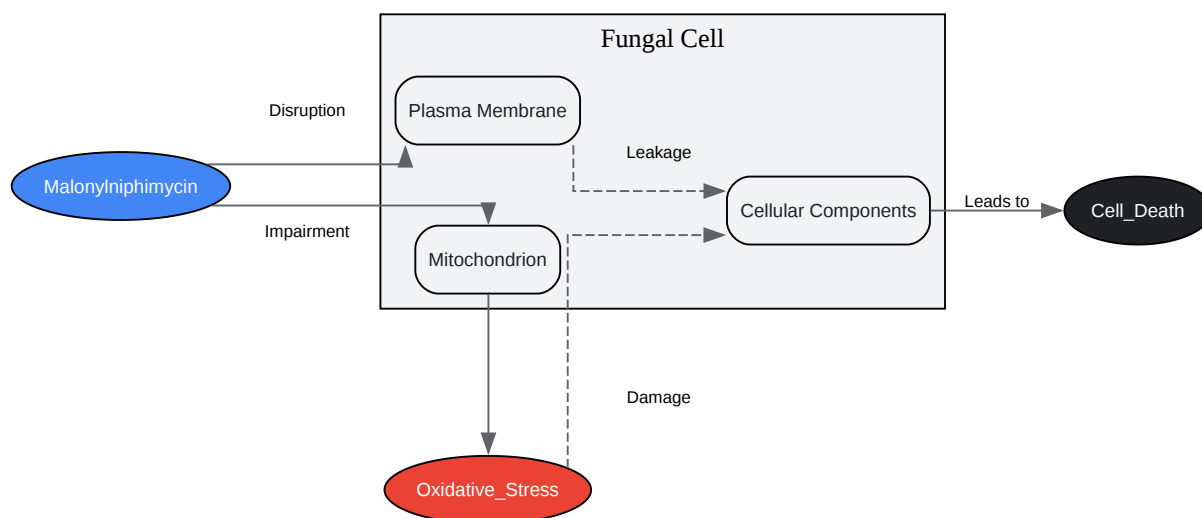 Fungal Cell
Plasma Membrane
Disruption
Leakage
Malonylniphimycin
Cellular Components
Leads to
Cell_Death
Impairment
Mitochondrion
Damage
Oxidative_Stress